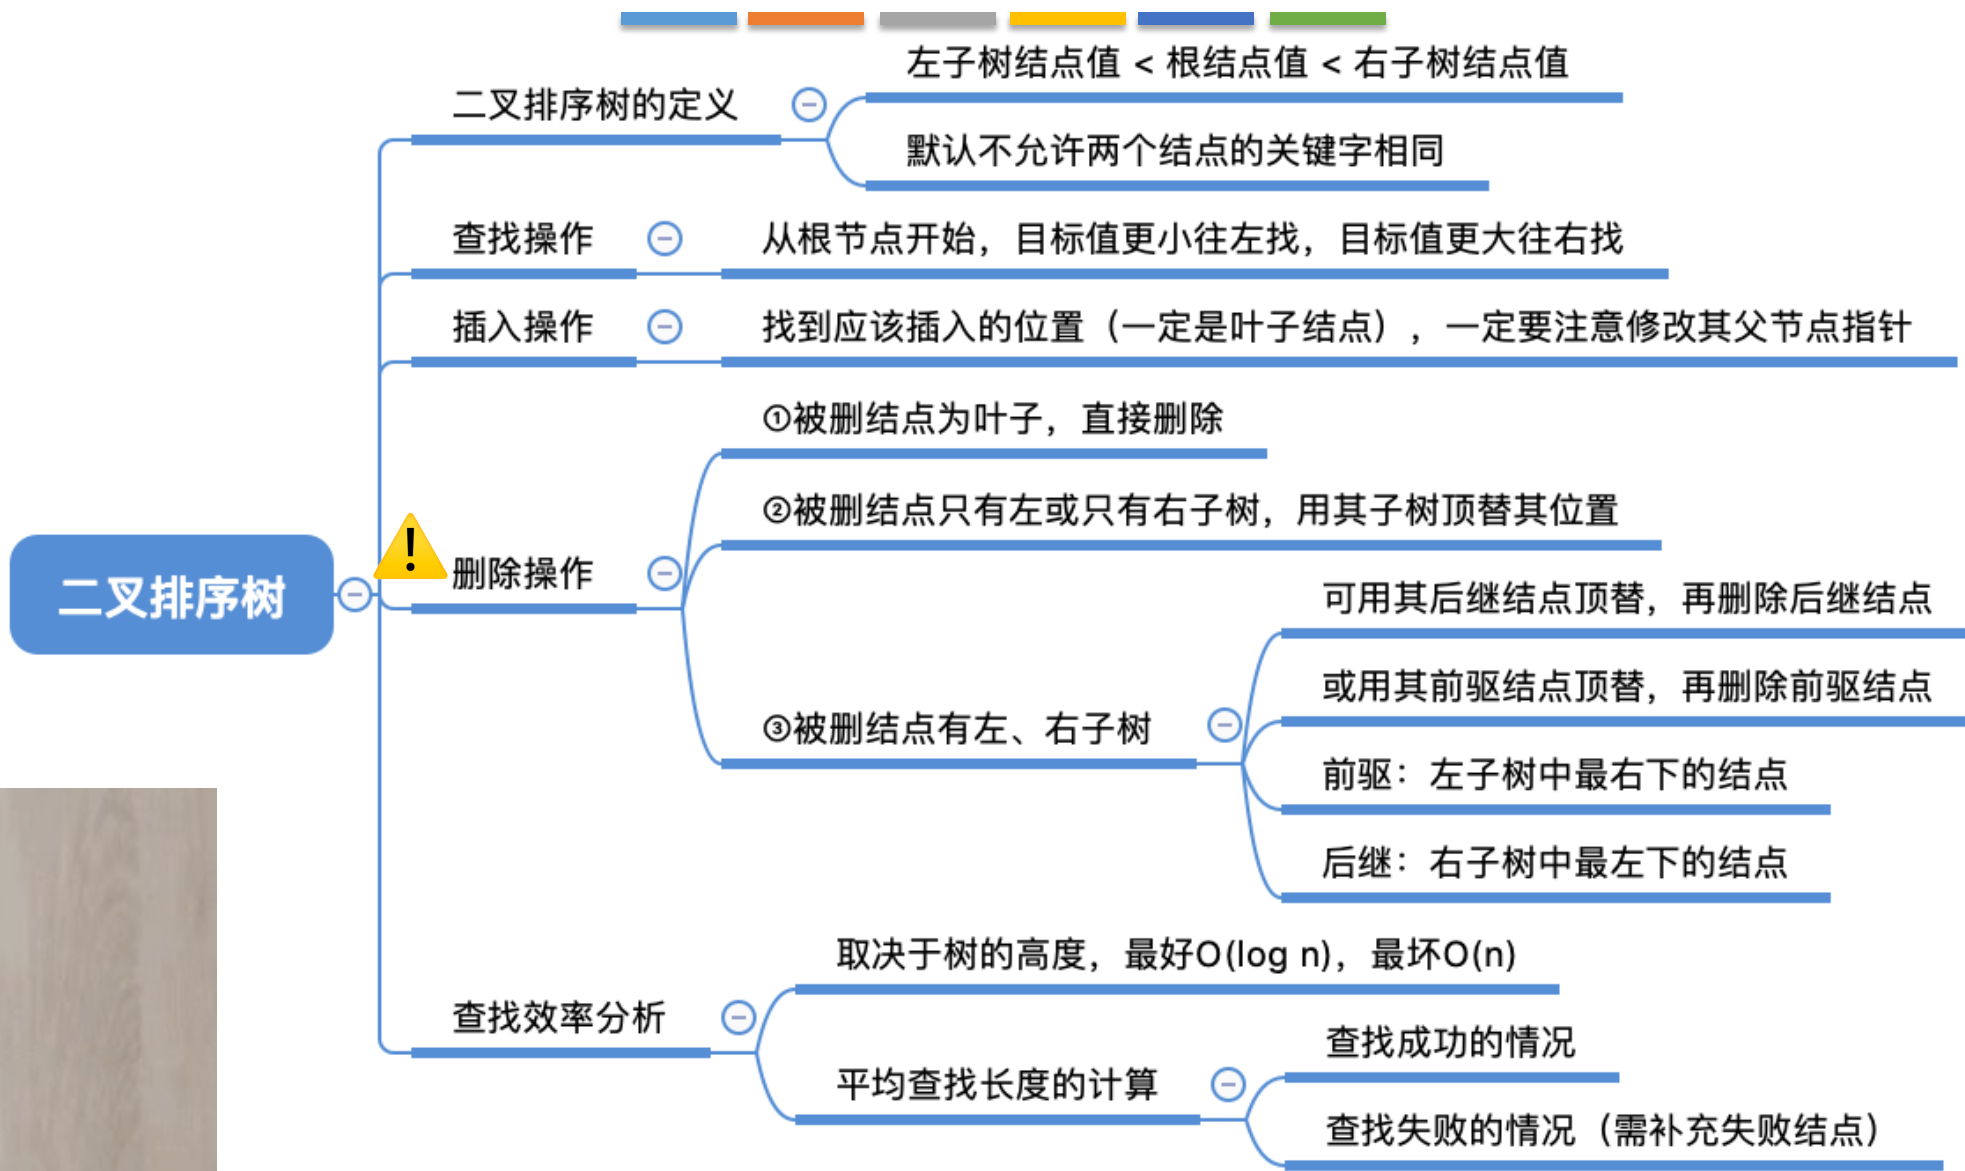 左子树结点值 < 根结点值 < 右子树结点值
二叉排序树的定义
默认不允许两个结点的关键字相同
查找操作
从根节点开始，目标值更小往左找，目标值更大往右找
插入操作
找到应该插入的位置（一定是叶子结点），一定要注意修改其父节点指针
①被删结点为叶子，直接删除
②被删结点只有左或只有右子树，用其子树顶替其位置
二叉排序树
删除操作
可用其后继结点顶替，再删除后继结点
或用其前驱结点顶替，再删除前驱结点
③被删结点有左、右子树
前驱：左子树中最右下的结点
后继：右子树中最左下的结点
取决于树的高度，最好O(log n)，最坏O(n)
查找效率分析
查找成功的情况
平均查找长度的计算
查找失败的情况（需补充失败结点）